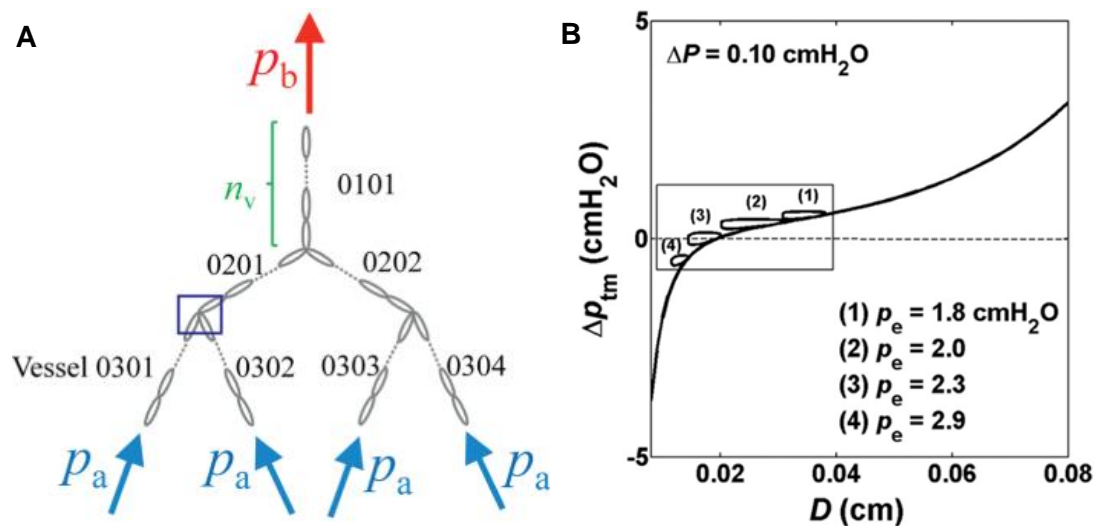 A
p_b
n_v
0101
0201
0202
Vessel 0301
0302
0303
0304
p_a
p_a
p_a
p_a
B
5
0
-5
Δp_tm (cmH₂O)
ΔP = 0.10 cmH₂O
(1)
(2)
(3)
(4)
(1) p_e = 1.8 cmH₂O
(2) p_e = 2.0
(3) p_e = 2.3
(4) p_e = 2.9
0.02
0.04
0.06
0.08
D (cm)